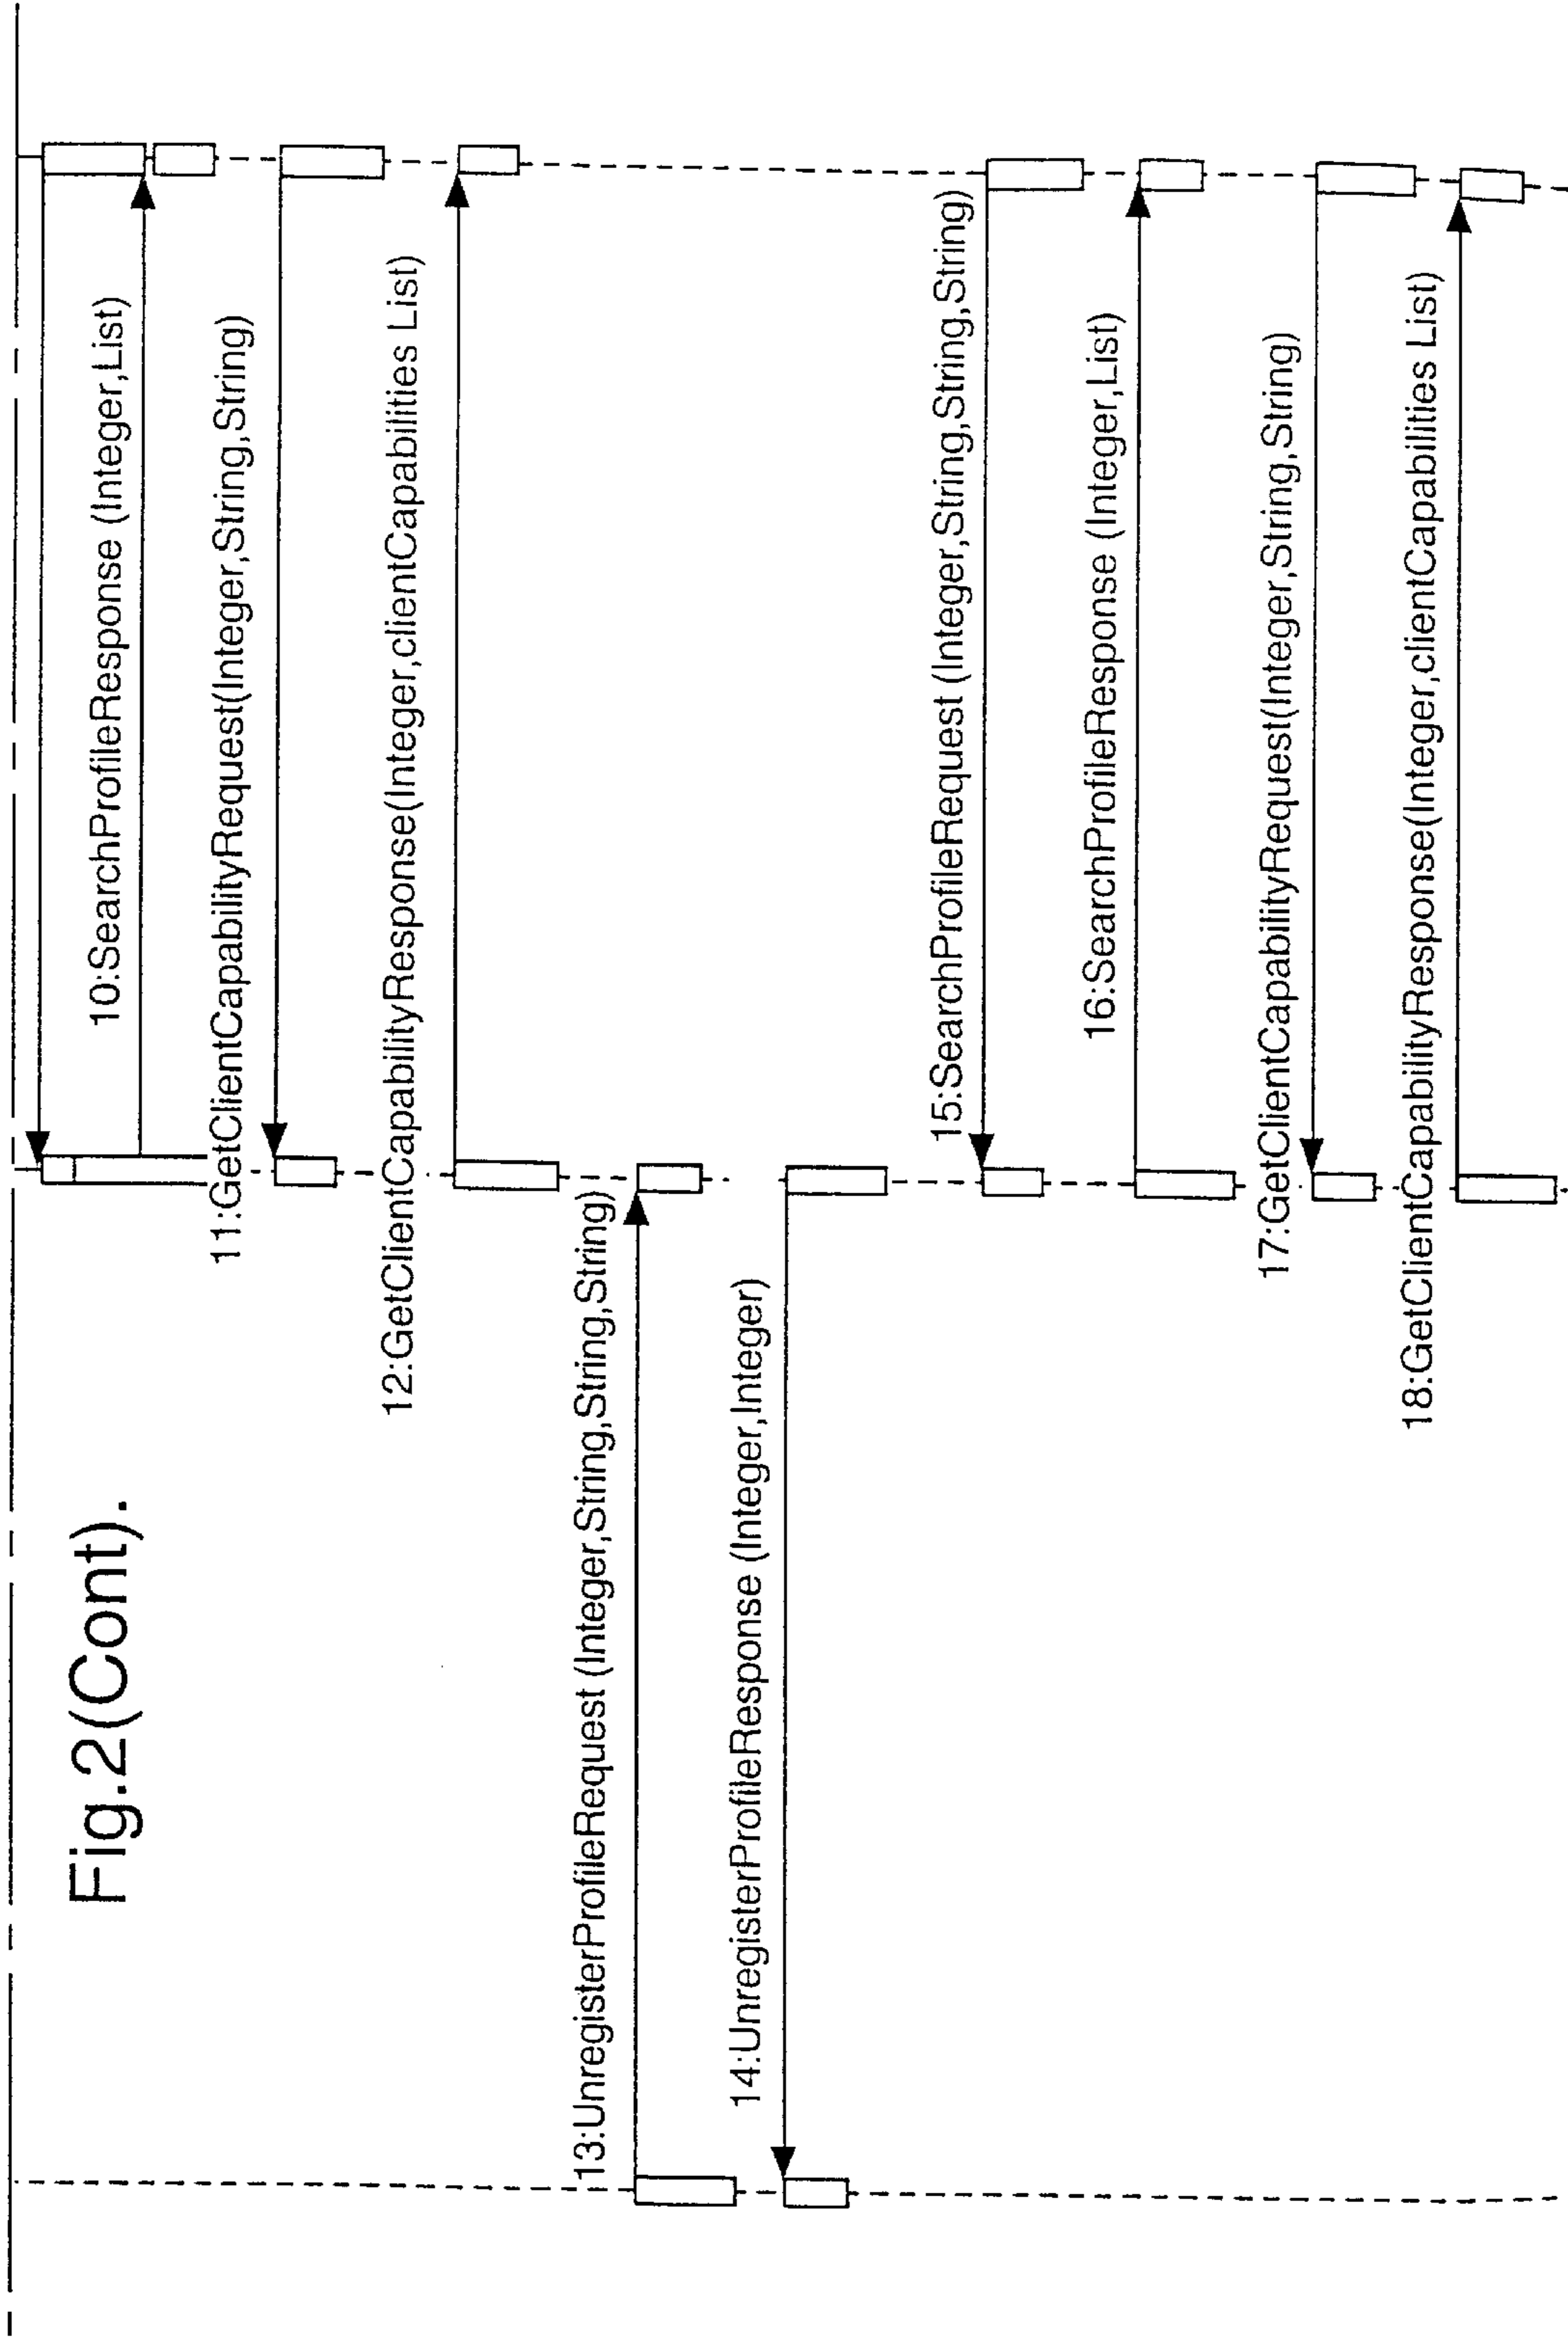 Fig.2(Cont).
10:SearchProfileResponse (Integer,List)
11:GetClientCapabilityRequest(Integer,String,String)
12:GetClientCapabilityResponse(Integer,clientCapabilities List)
13:UnregisterProfileRequest (Integer,String,String,String)
14:UnregisterProfileResponse (Integer,Integer)
15:SearchProfileRequest (Integer,String,String,String)
16:SearchProfileResponse (Integer,List)
17:GetClientCapabilityRequest(Integer,String,String)
18:GetClientCapabilityResponse(Integer,clientCapabilities List)